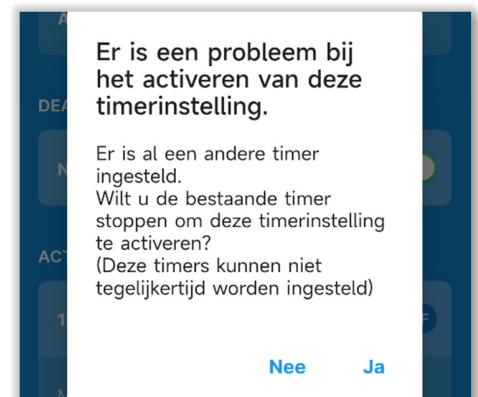 Er is een probleem bij
het activeren van deze
timerinstelling.
Er is al een andere timer
ingesteld.
Wilt u de bestaande timer
stoppen om deze timerinstelling
te activeren?
(Deze timers kunnen niet
tegelijkertijd worden ingesteld)
Nee
Ja